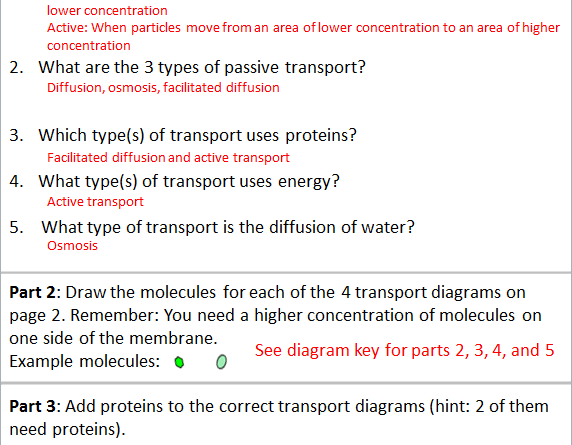 lower concentration
Active: When particles move from an area of lower concentration to an area of higher
concentration
2. What are the 3 types of passive transport?
Diffusion, osmosis, facilitated diffusion
3. Which type(s) of transport uses proteins?
Facilitated diffusion and active transport
4. What type(s) of transport uses energy?
Active transport
5. What type of transport is the diffusion of water?
Osmosis
Part 2: Draw the molecules for each of the 4 transport diagrams on
page 2. Remember: You need a higher concentration of molecules on
one side of the membrane.
Example molecules:
See diagram key for parts 2, 3, 4, and 5
Part 3: Add proteins to the correct transport diagrams (hint: 2 of them
need proteins).